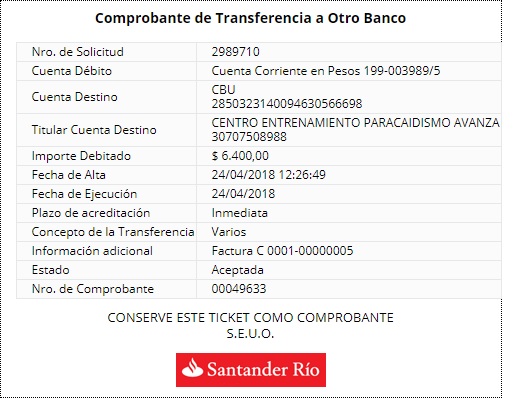 Comprobante de Transferencia a Otro Banco
Nro. de Solicitud 2989710
Cuenta Débito Cuenta Corriente en Pesos 199-003989/5
Cuenta Destino CBU
2850323140094630566698
Titular Cuenta Destino CENTRO ENTRENAMIENTO PARACAIDISMO AVANZA
30707508988
Importe Debitado $ 6.400,00
Fecha de Alta 24/04/2018 12:26:49
Fecha de Ejecución 24/04/2018
Plazo de acreditación Inmediata
Concepto de la Transferencia Varios
Información adicional Factura C 0001-00000005
Estado Aceptada
Nro. de Comprobante 00049633
CONSERVE ESTE TICKET COMO COMPROBANTE
S.E.U.O.
Santander Río